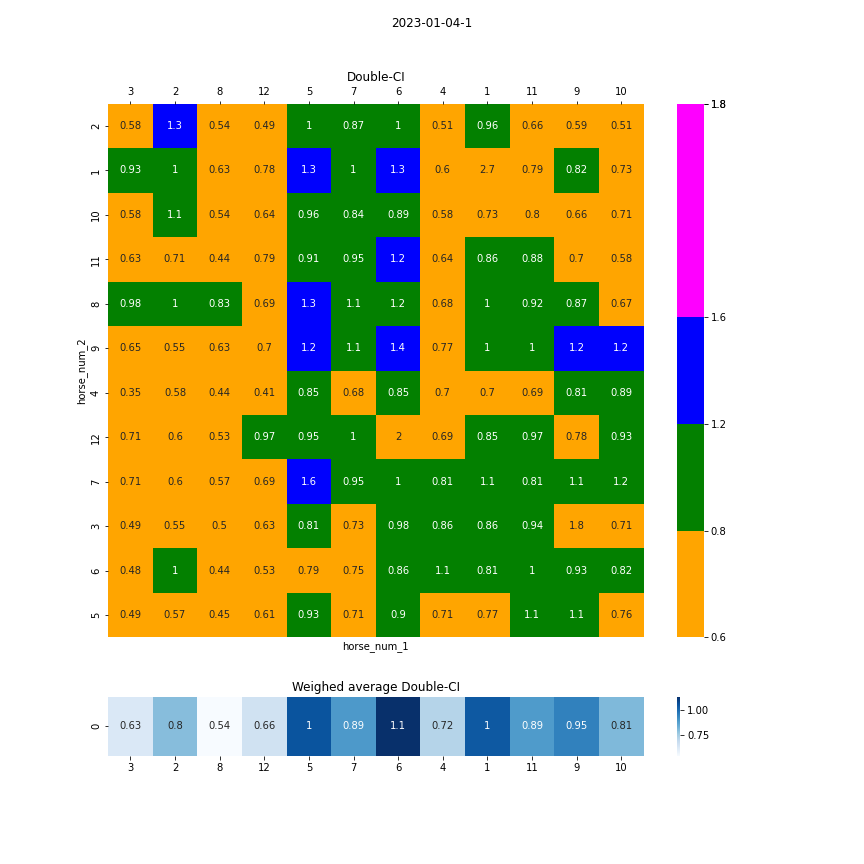 2023-01-04-1
Double-CI
3 2 8 12 5 7 6 4 1 11 9 10
2 0.58 1.3 0.54 0.49 1 0.87 1 0.51 0.96 0.66 0.59 0.51
1 0.93 1 0.63 0.78 1.3 1 1.3 0.6 2.7 0.79 0.82 0.73
10 0.58 1.1 0.54 0.64 0.96 0.84 0.89 0.58 0.73 0.8 0.66 0.71
11 0.63 0.71 0.44 0.79 0.91 0.95 1.2 0.64 0.86 0.88 0.7 0.58
8 0.98 1 0.83 0.69 1.3 1.1 1.2 0.68 1 0.92 0.87 0.67
9 0.65 0.55 0.63 0.7 1.2 1.1 1.4 0.77 1 1 1.2 1.2
4 0.35 0.58 0.44 0.41 0.85 0.68 0.85 0.7 0.7 0.69 0.81 0.89
12 0.71 0.6 0.53 0.97 0.95 1 2 0.69 0.85 0.97 0.78 0.93
7 0.71 0.6 0.57 0.69 1.6 0.95 1 0.81 1.1 0.81 1.1 1.2
3 0.49 0.55 0.5 0.63 0.81 0.73 0.98 0.86 0.86 0.94 1.8 0.71
6 0.48 1 0.44 0.53 0.79 0.75 0.86 1.1 0.81 1 0.93 0.82
5 0.49 0.57 0.45 0.61 0.93 0.71 0.9 0.71 0.77 1.1 1.1 0.76
horse_num_2
horse_num_1
1.8
1.6
1.2
0.8
0.6
Weighed average Double-CI
0 0.63 0.8 0.54 0.66 1 0.89 1.1 0.72 1 0.89 0.95 0.81
3 2 8 12 5 7 6 4 1 11 9 10
1.00
0.75